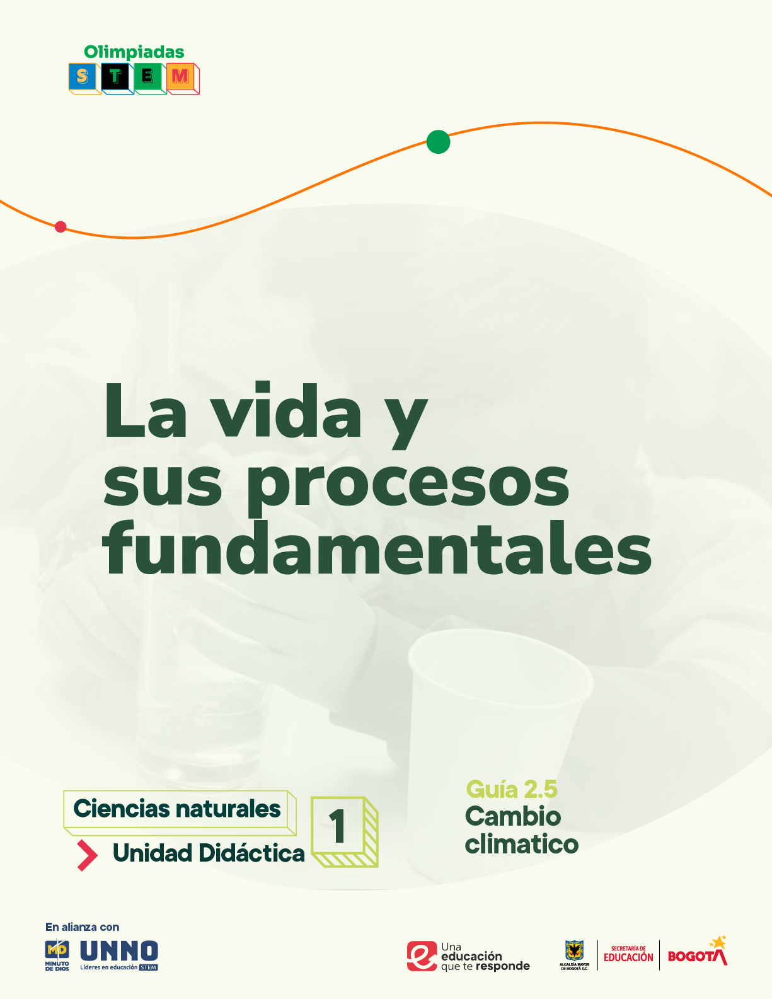 Olimpiadas
STEM
La vida y
sus procesos
fundamentales
Ciencias naturales
Unidad Didáctica
1
Guía 2.5
Cambio
climatico
En alianza con
MD
MINUTO
DE DIOS
UNNO
Líderes en educación STEM
e
Una
educación
que te responde
ALCALDÍA MAYOR
DE BOGOTÁ D.C.
SECRETARÍA DE
EDUCACIÓN
BOGOTÁ